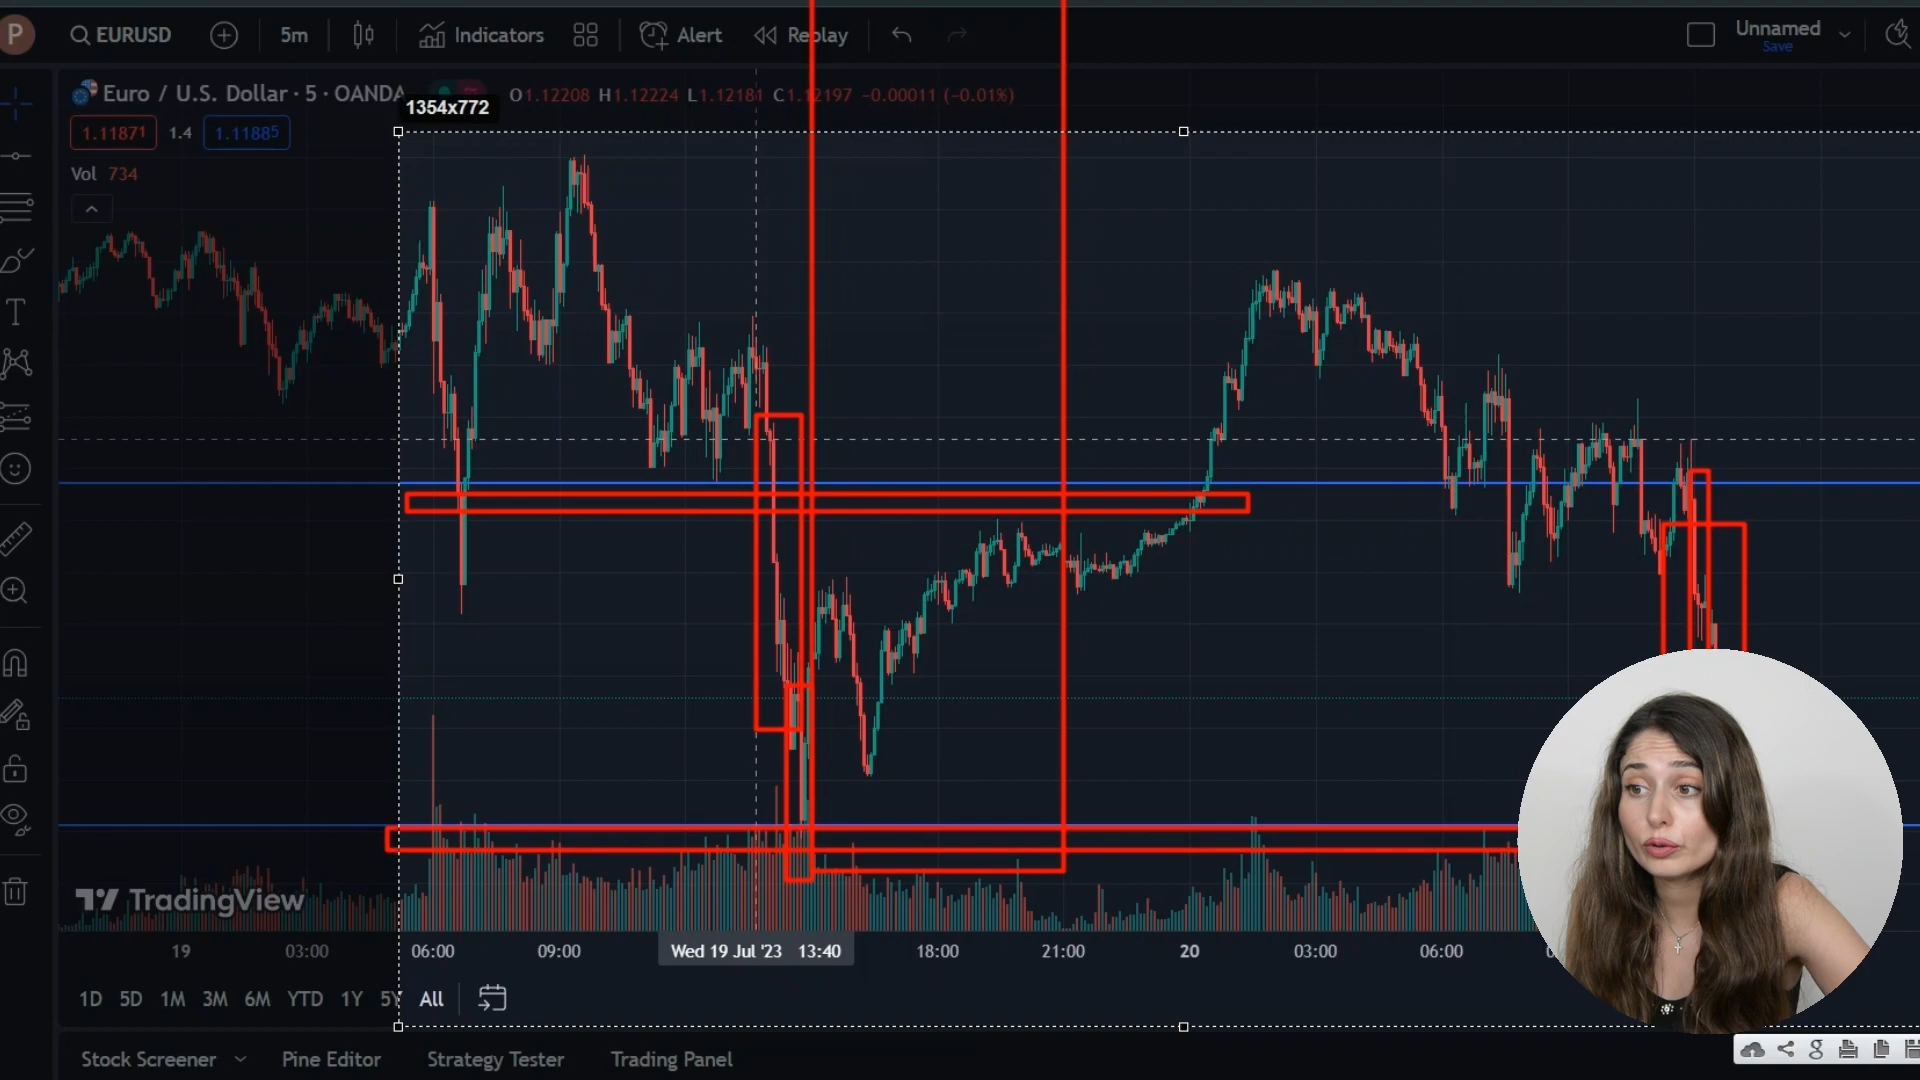 P
EURUSD
5m
Indicators
Alert
Replay
Unnamed
Save
Euro / U.S. Dollar · 5 · OANDA
O1.12208 H1.12224 L1.12181 C1.12197 −0.00011 (−0.01%)
1354x772
1.11871 1.4 1.11885
Vol 734
T
TradingView
19 03:00 06:00 09:00 Wed 19 Jul '23 13:40 18:00 21:00 20 03:00 06:00
1D 5D 1M 3M 6M YTD 1Y 5Y All
Stock Screener Pine Editor Strategy Tester Trading Panel